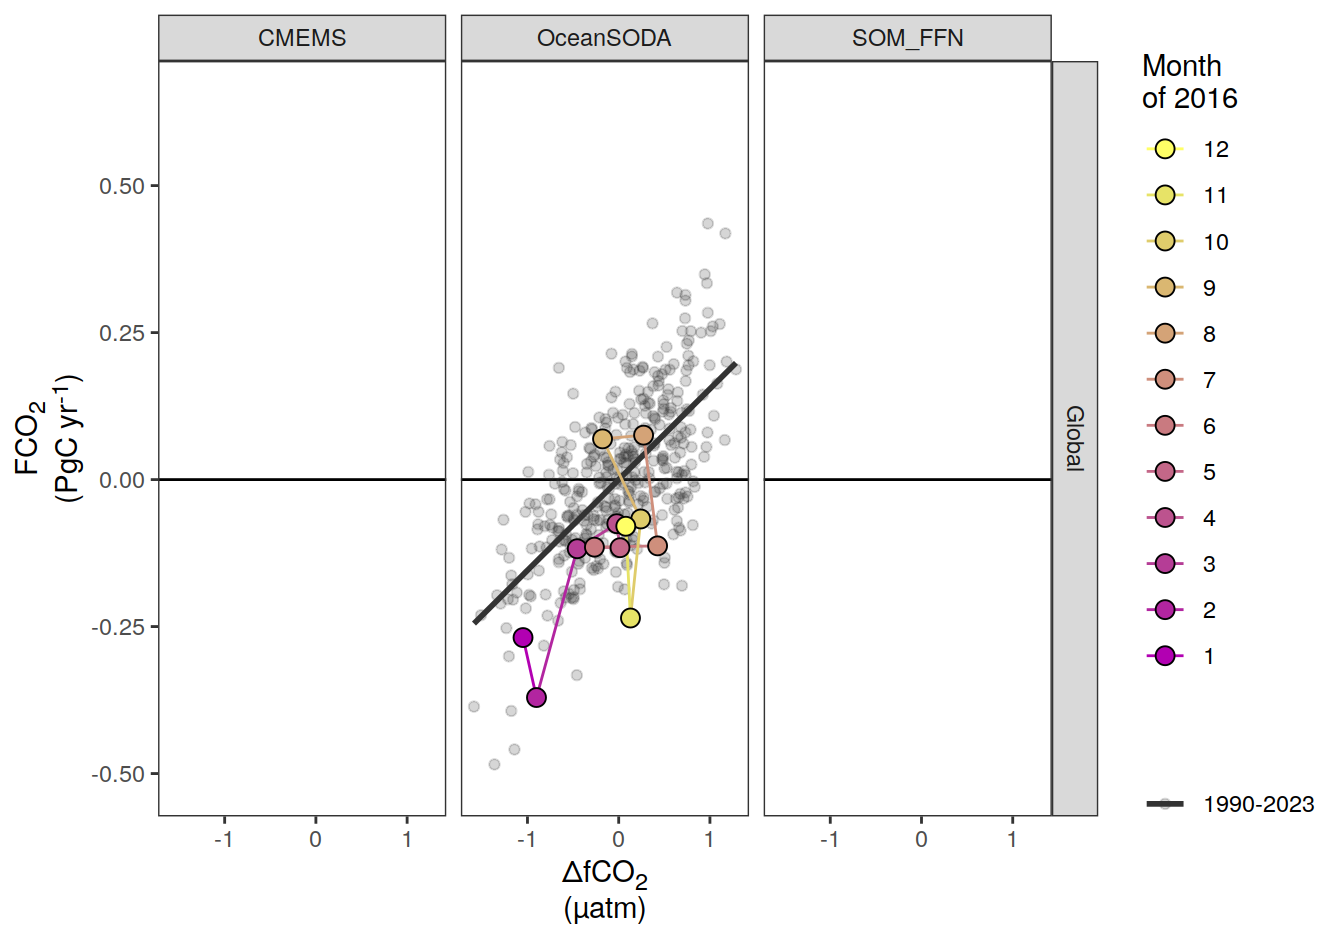 CMEMS
OceanSODA
SOM_FFN
Global
FCO₂
(PgC yr⁻¹)
0.50
0.25
0.00
-0.25
-0.50
-1 0 1
-1 0 1
-1 0 1
ΔfCO₂
(μatm)
Month
of 2016
12
11
10
9
8
7
6
5
4
3
2
1
1990-2023